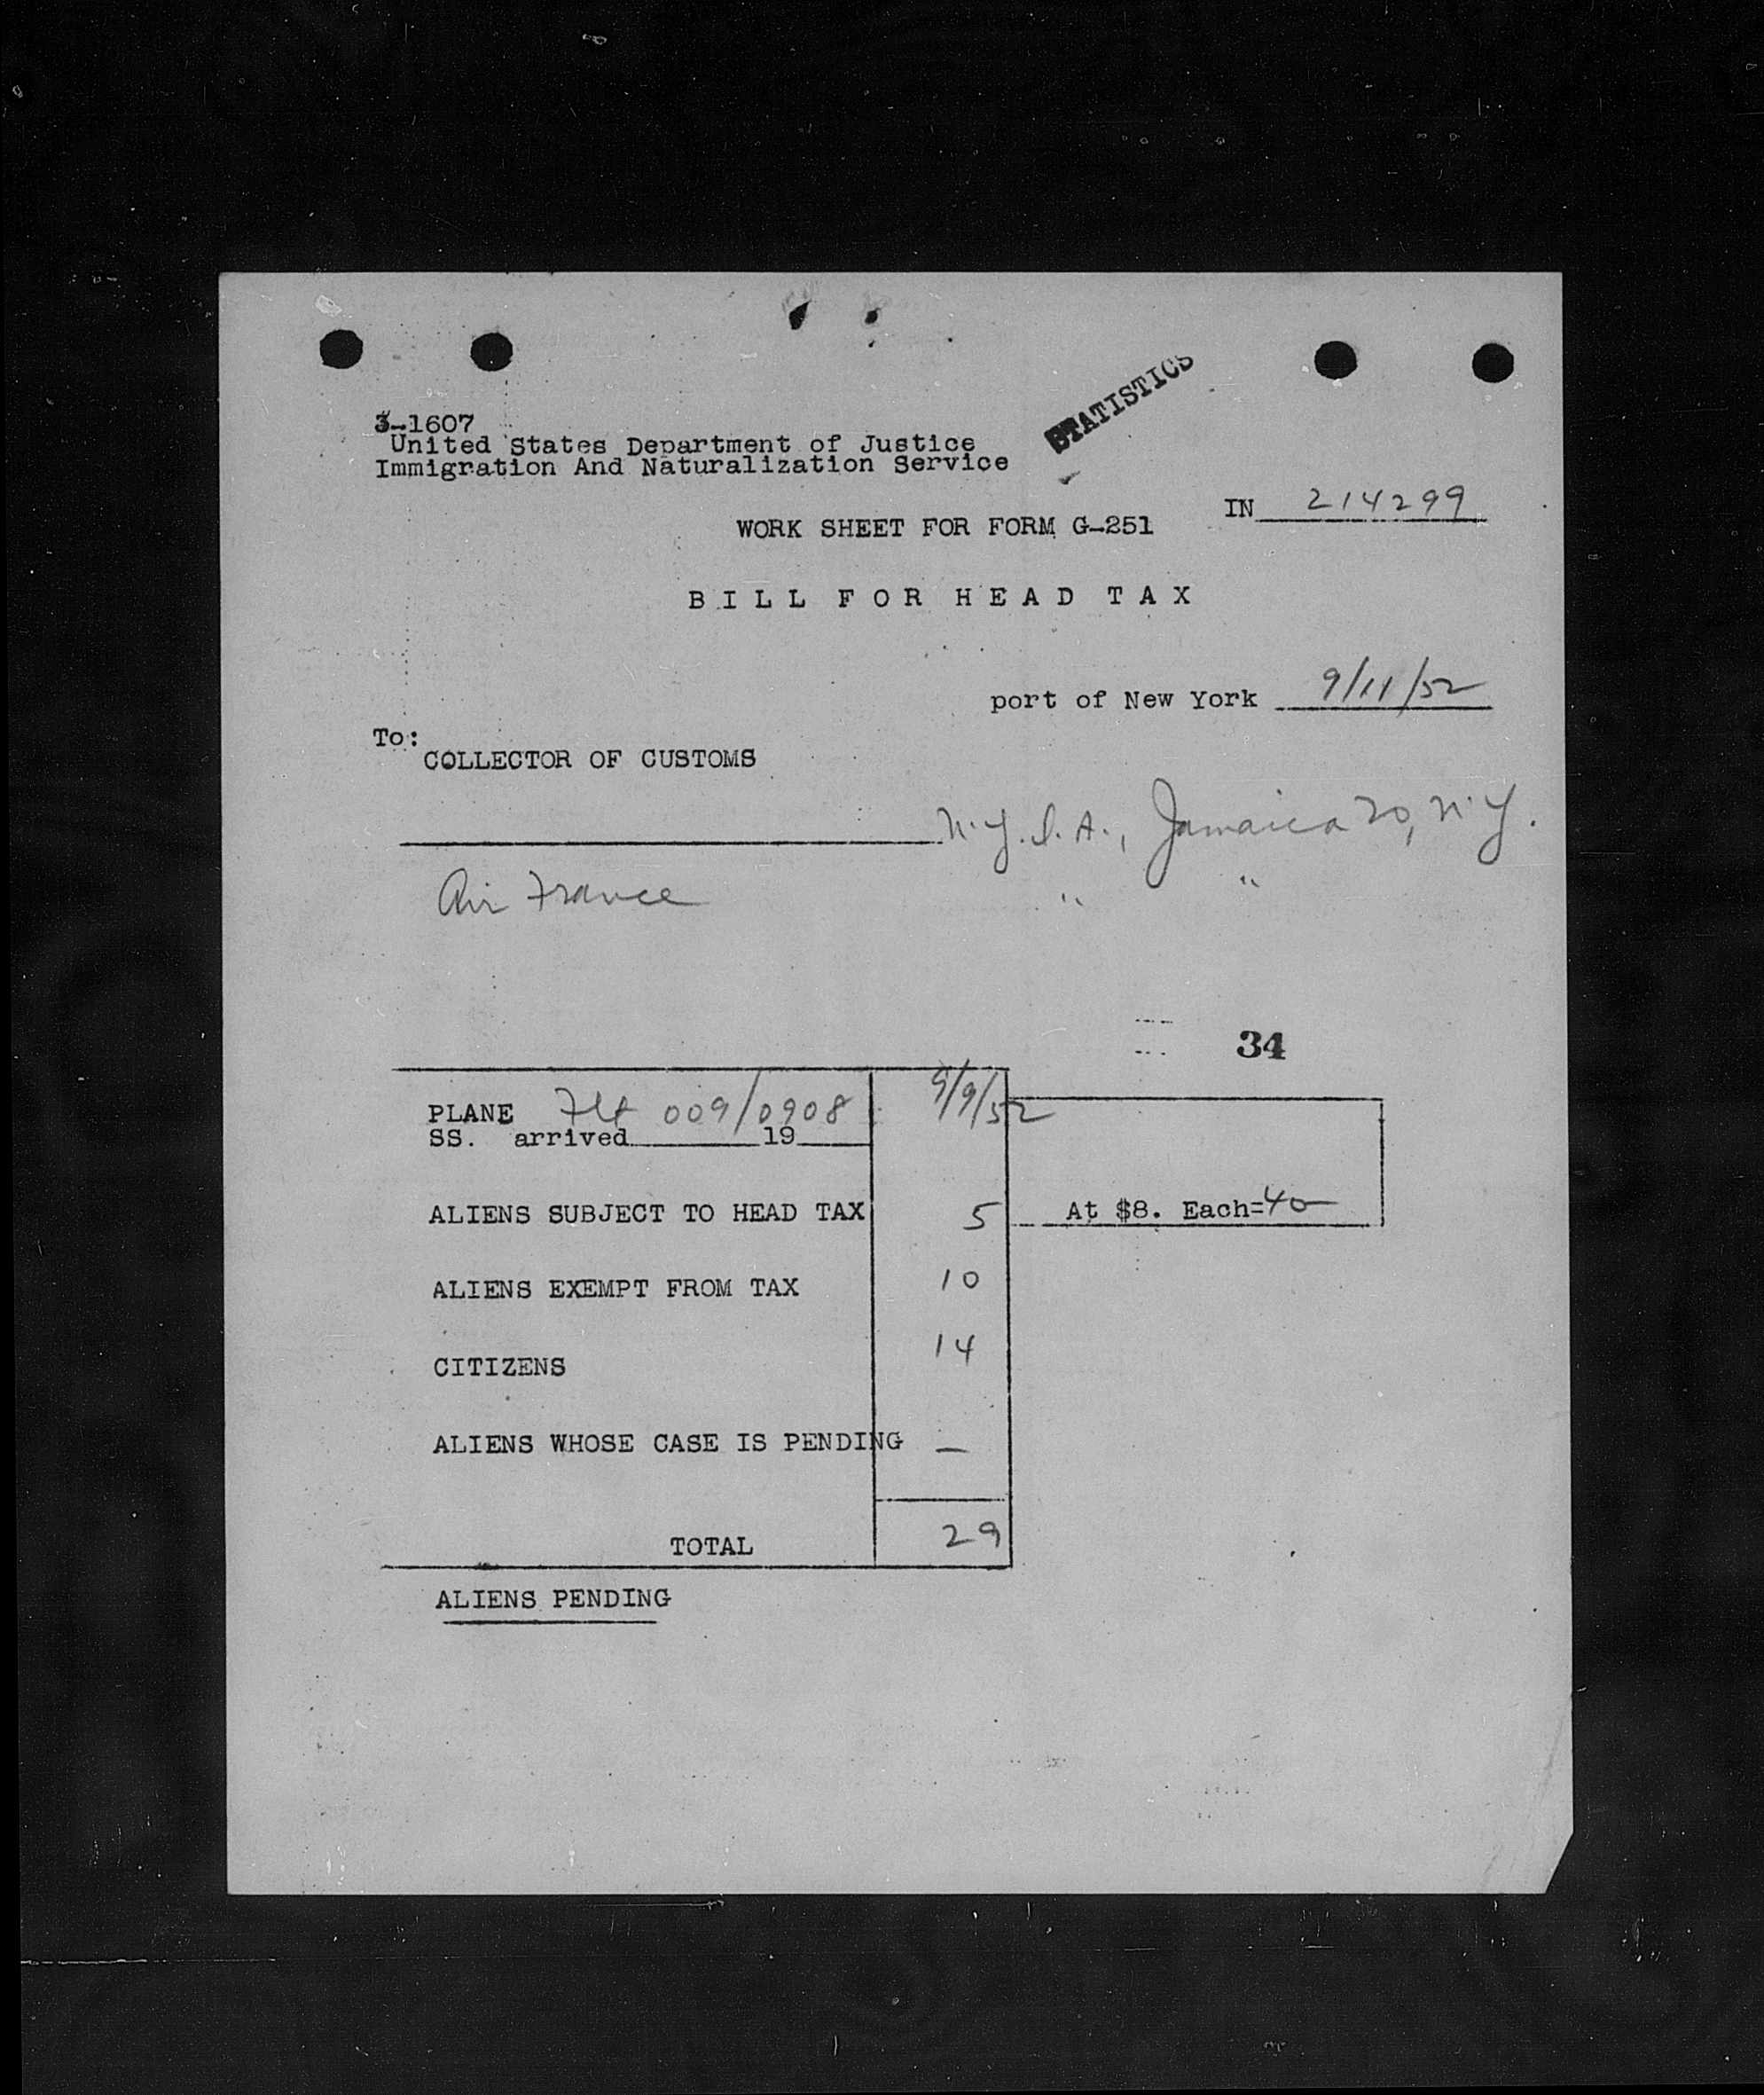 STATISTICS
3-1607
United States Department of Justice
Immigration And Naturalization Service
IN 214299
WORK SHEET FOR FORM G-251
BILL FOR HEAD TAX
port of New York 9/11/52
To:
COLLECTOR OF CUSTOMS
N.Y.I.A., Jamaica 20, N.Y.
Air France " "
34
PLANE Flt 009/0908 9/9/52
SS. arrived 19
ALIENS SUBJECT TO HEAD TAX 5 At $8. Each=40
ALIENS EXEMPT FROM TAX 10
CITIZENS 14
ALIENS WHOSE CASE IS PENDING —
TOTAL 29
ALIENS PENDING